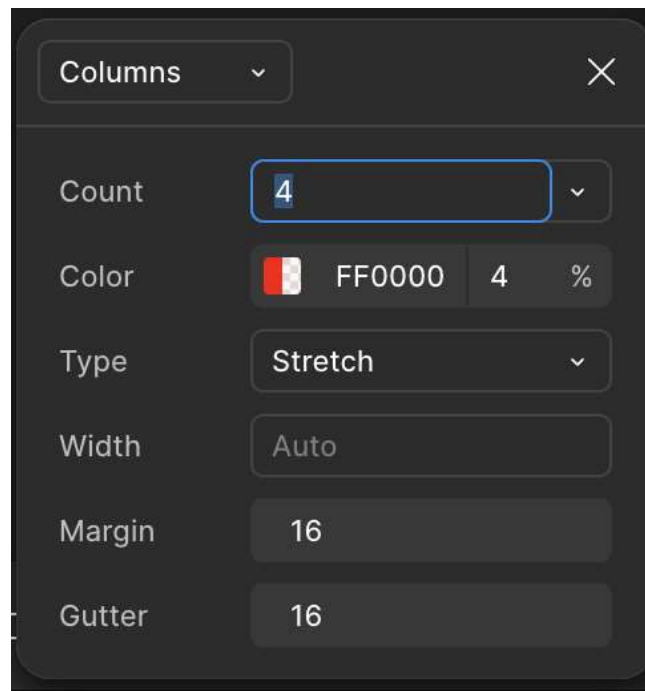 Columns
Count 4
Color FF0000 4 %
Type Stretch
Width Auto
Margin 16
Gutter 16